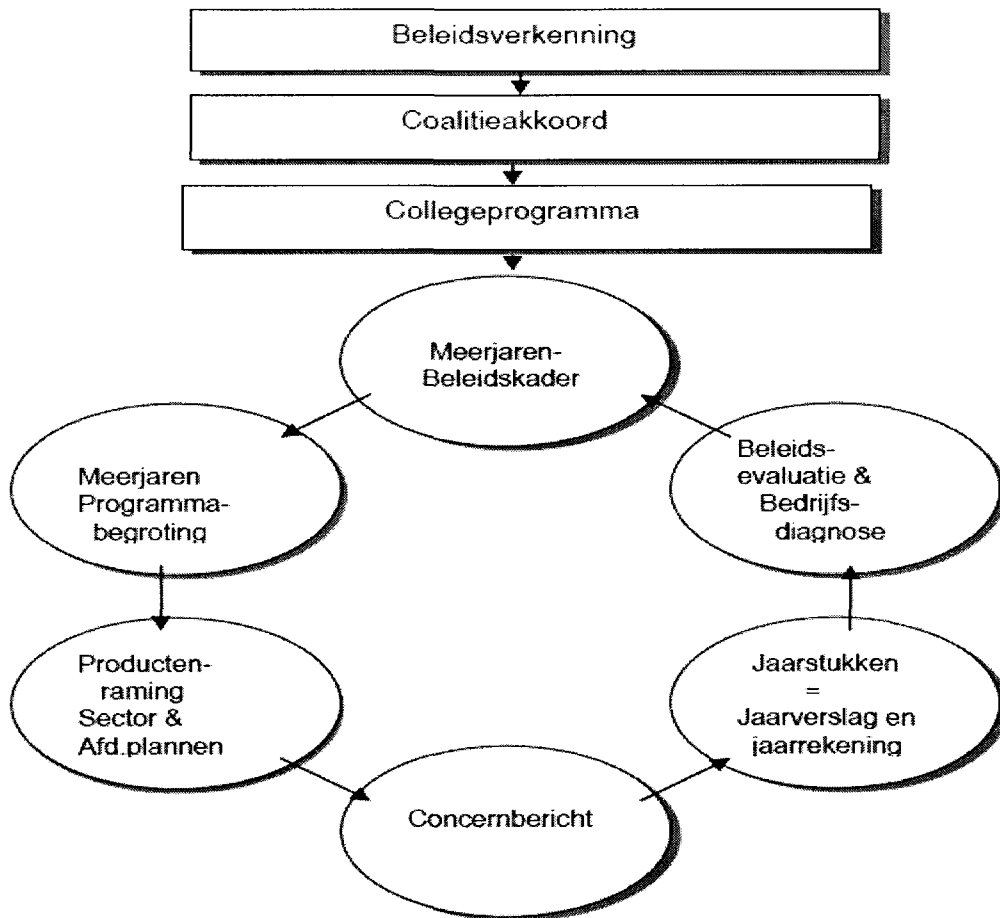 Beleidsverkenning
Coalitieakkoord
Collegeprogramma
Meerjaren-
Beleidskader
Meerjaren
Programma-
begroting
Beleids-
evaluatie &
Bedrijfs-
diagnose
Producten-
raming
Sector &
Afd.plannen
Jaarstukken
=
Jaarverslag en
jaarrekening
Concernbericht